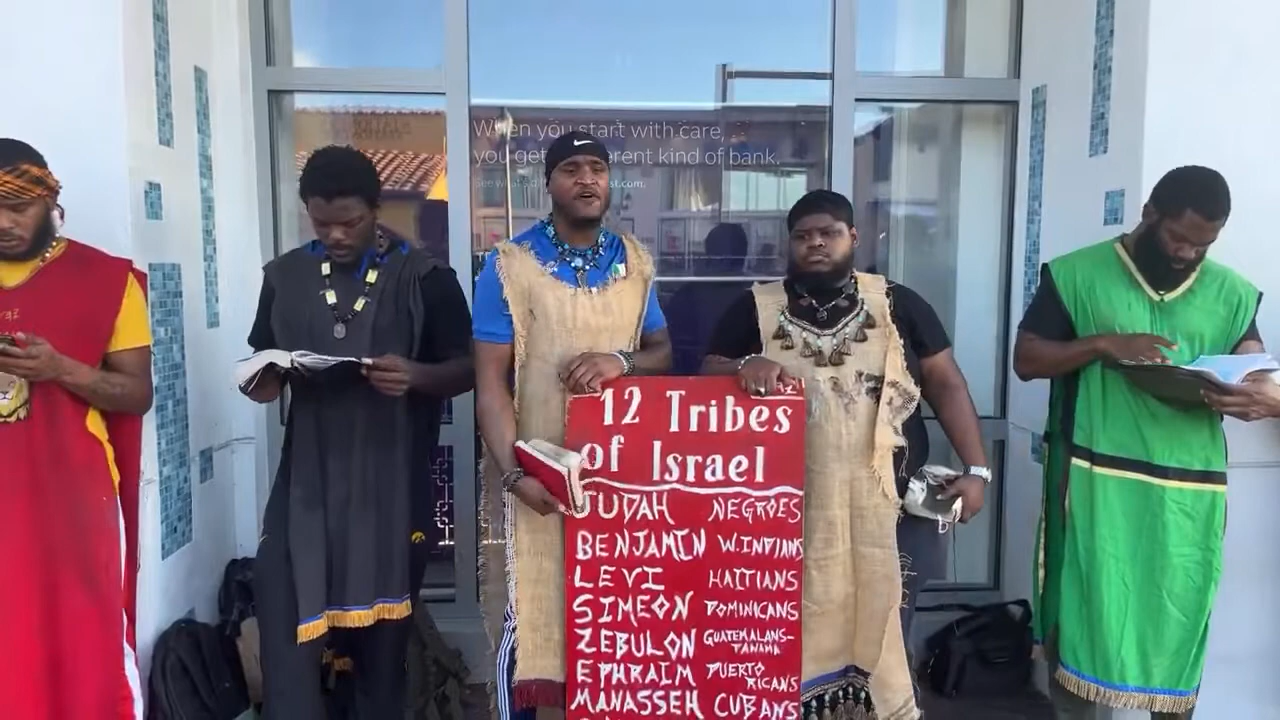 When you start with care,
you get erent kind of bank.
12 Tribes
of Israel
JUDAH NEGROES
BENJAMIN W.INDIANS
LEVI HAITIANS
SIMEON DOMINICANS
ZEBULON GUATEMALANS-
PANAMA
EPHRAIM PUERTO
RICANS
MANASSEH CUBANS